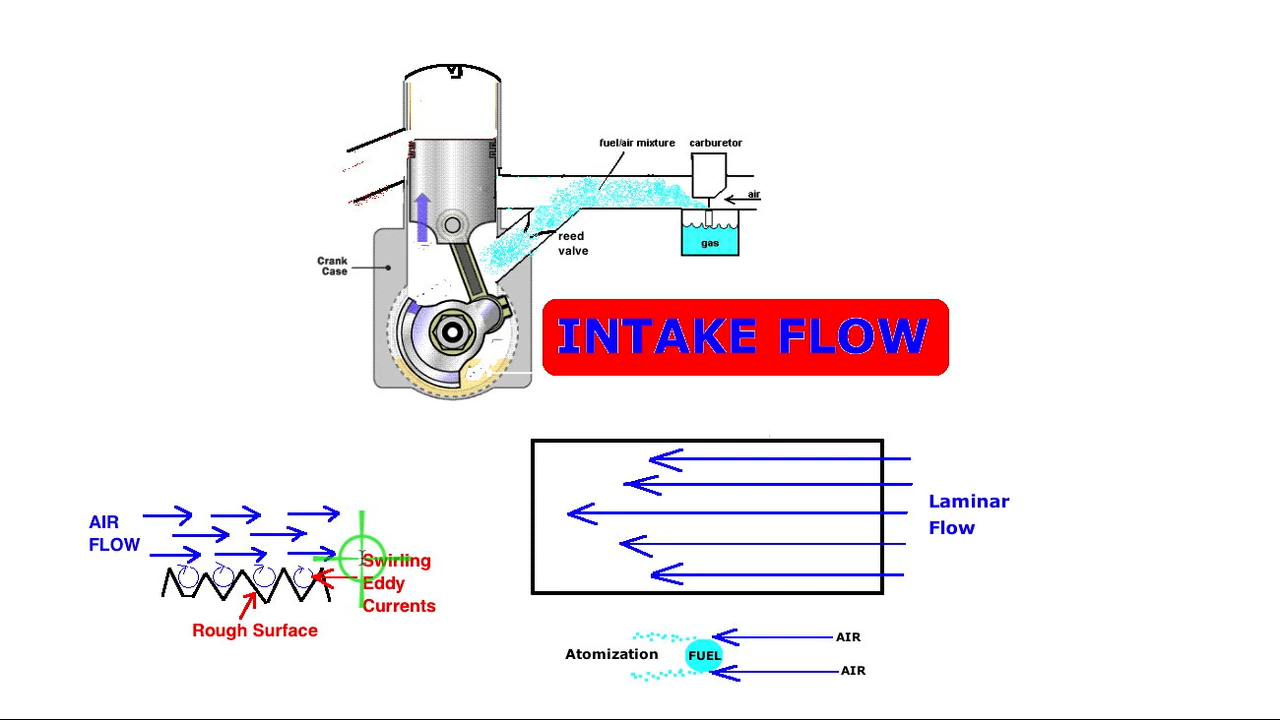 fuel/air mixture
carburetor
air
reed
valve
gas
Crank
Case
INTAKE FLOW
AIR
FLOW
Swirling
Eddy
Currents
Rough Surface
Laminar
Flow
Atomization
FUEL
AIR
AIR